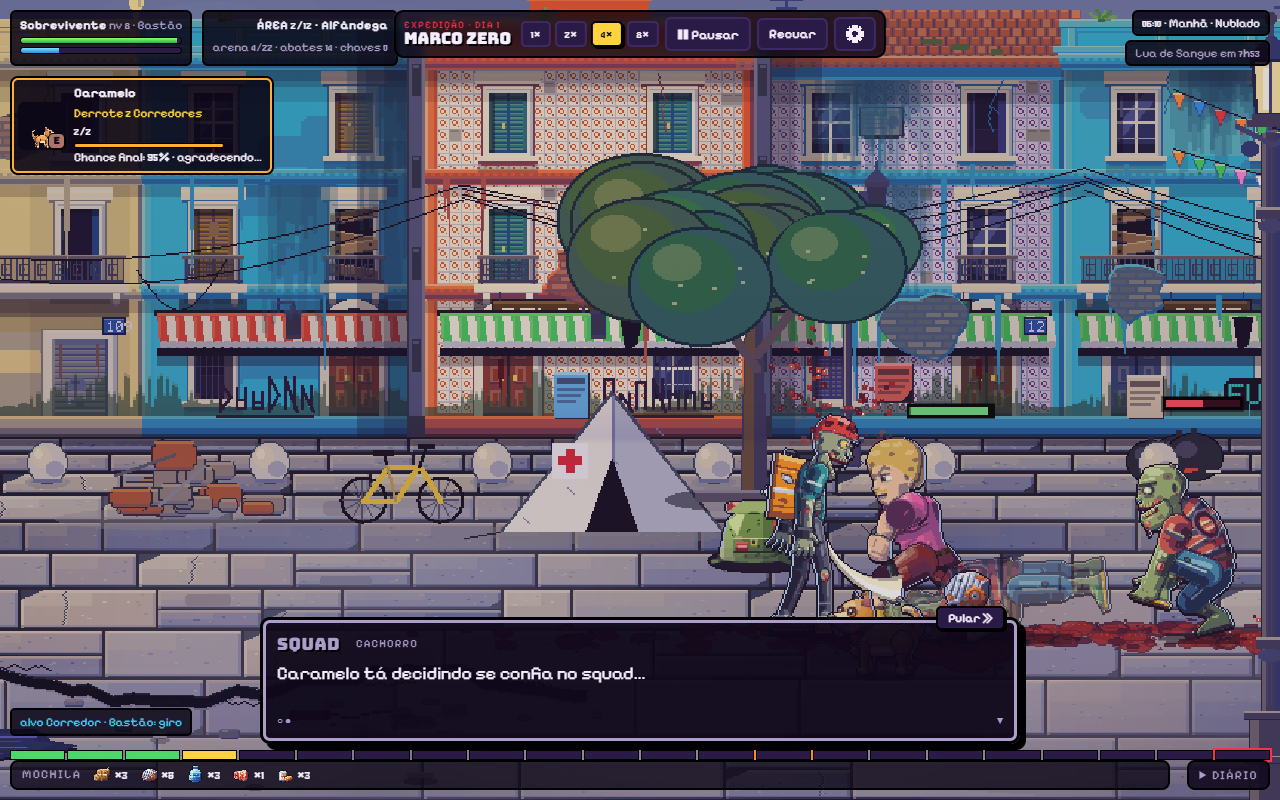 Sobrevivente nv 8 · Bastão
ÁREA 2/12 · Alfândega
arena 4/22 · abates 14 · chaves 0
EXPEDIÇÃO · DIA 1
MARCO ZERO
1×
2×
4×
8×
Pausar
Recuar
05:10 · Manhã · Nublado
Lua de Sangue em 7h53
Caramelo
Derrote 2 Corredores
2/2
Chance final: 95% · agradecendo...
E
109
12
SQUAD CACHORRO
Pular
Caramelo tá decidindo se confia no squad...
alvo Corredor · Bastão: giro
MOCHILA ×3 ×8 ×3 ×1 ×3
DIÁRIO